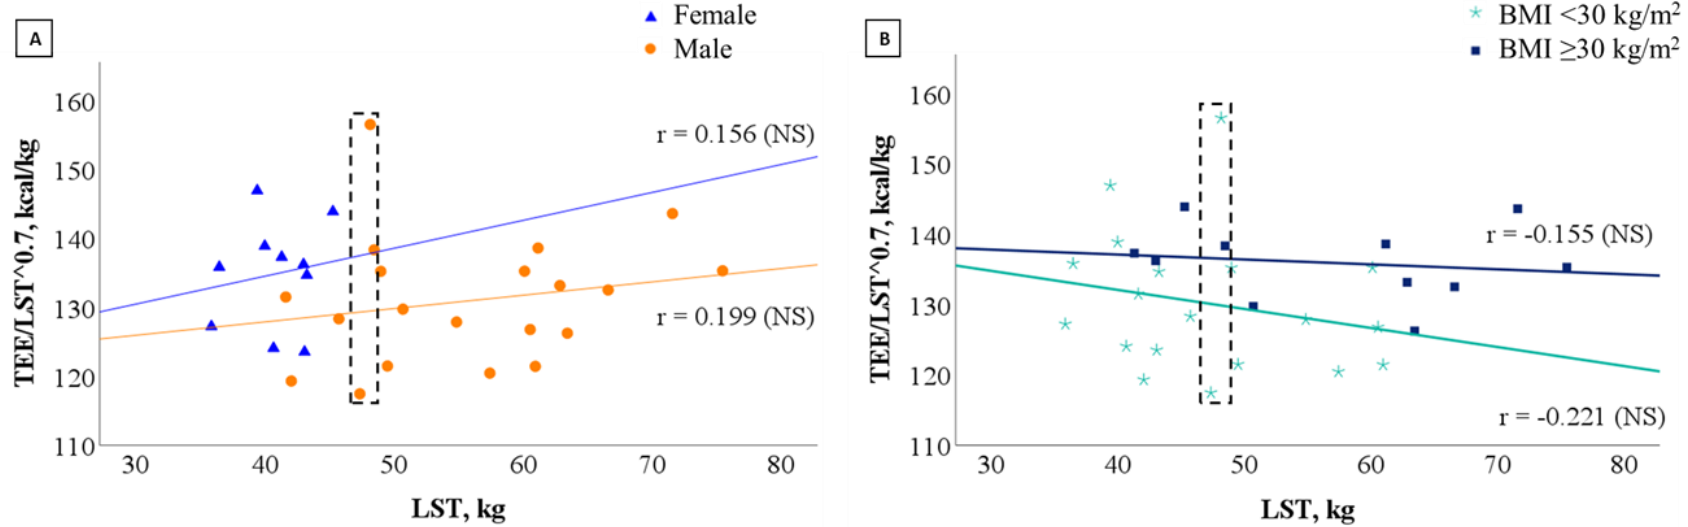 A
Female
Male
160
150
140
130
120
110
30 40 50 60 70 80
TEE/LST^0.7, kcal/kg
LST, kg
r = 0.156 (NS)
r = 0.199 (NS)
B
BMI <30 kg/m²
BMI ≥30 kg/m²
160
150
140
130
120
110
30 40 50 60 70 80
TEE/LST^0.7, kcal/kg
LST, kg
r = -0.155 (NS)
r = -0.221 (NS)